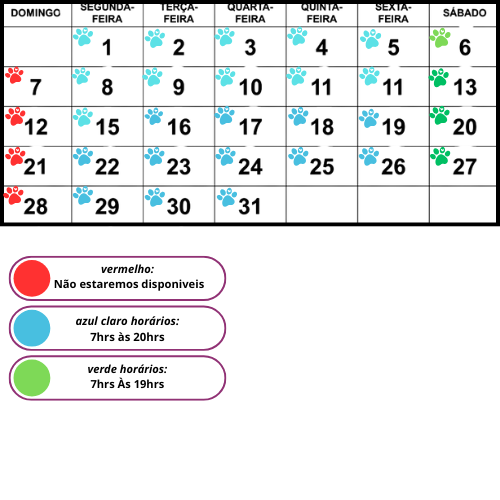 DOMINGO SEGUNDA-FEIRA TERÇA-FEIRA QUARTA-FEIRA QUINTA-FEIRA SEXTA-FEIRA SÁBADO
1 2 3 4 5 6
7 8 9 10 11 11 13
12 15 16 17 18 19 20
21 22 23 24 25 26 27
28 29 30 31
vermelho:
Não estaremos disponiveis
azul claro horários:
7hrs às 20hrs
verde horários:
7hrs Às 19hrs